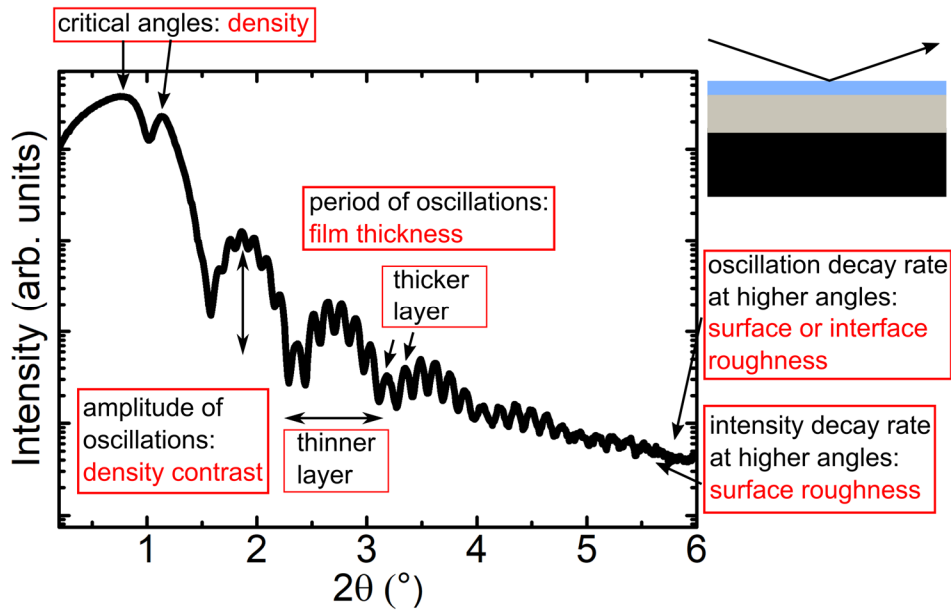 critical angles: density
Intensity (arb. units)
period of oscillations:
film thickness
thicker
layer
amplitude of
oscillations:
density contrast
thinner
layer
oscillation decay rate
at higher angles:
surface or interface
roughness
intensity decay rate
at higher angles:
surface roughness
1 2 3 4 5 6
2θ (°)